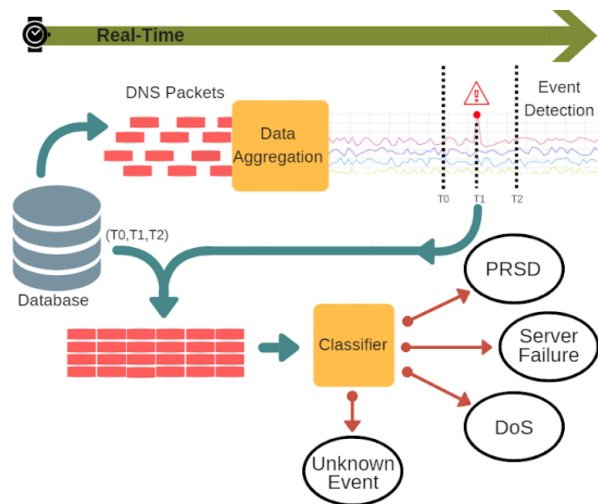 Real-Time
DNS Packets
Data
Aggregation
Event
Detection
T0
T1
T2
(T0,T1,T2)
Database
PRSD
Classifier
Server
Failure
DoS
Unknown
Event